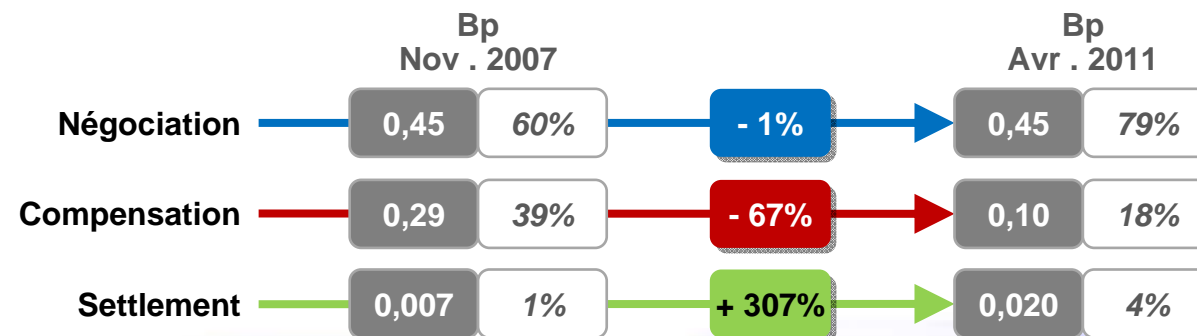 Bp Bp
Nov . 2007 Avr . 2011
Négociation 0,45 60% - 1% 0,45 79%
Compensation 0,29 39% - 67% 0,10 18%
Settlement 0,007 1% + 307% 0,020 4%